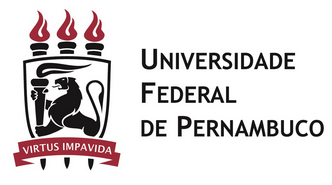 VIRTUS IMPAVIDA
UNIVERSIDADE
FEDERAL
DE PERNAMBUCO